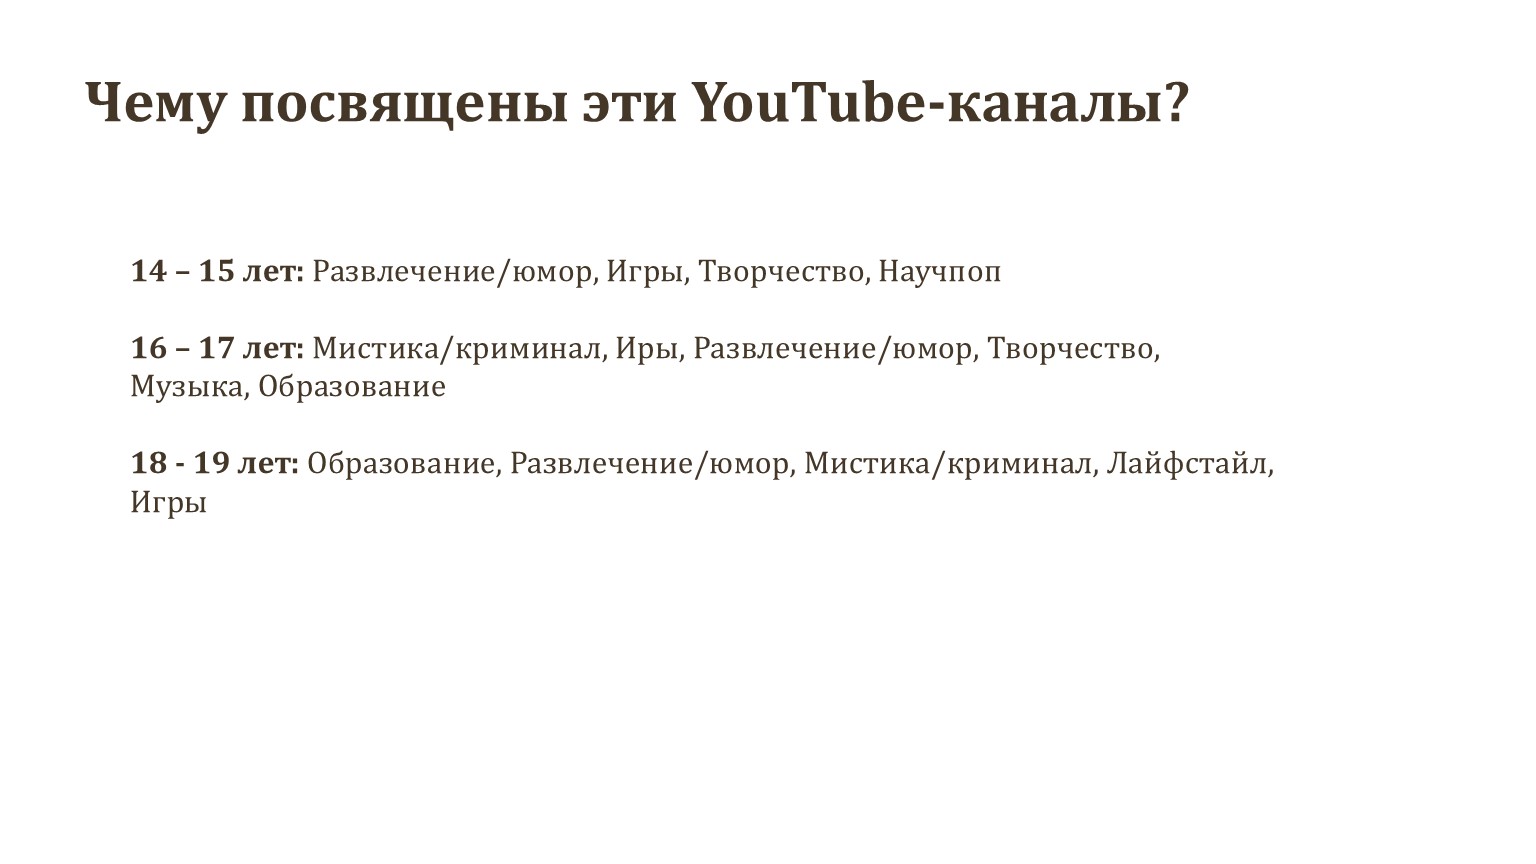 Чему посвящены эти YouTube-каналы?
14 – 15 лет: Развлечение/юмор, Игры, Творчество, Научпоп
16 – 17 лет: Мистика/криминал, Иры, Развлечение/юмор, Творчество,
Музыка, Образование
18 - 19 лет: Образование, Развлечение/юмор, Мистика/криминал, Лайфстайл,
Игры